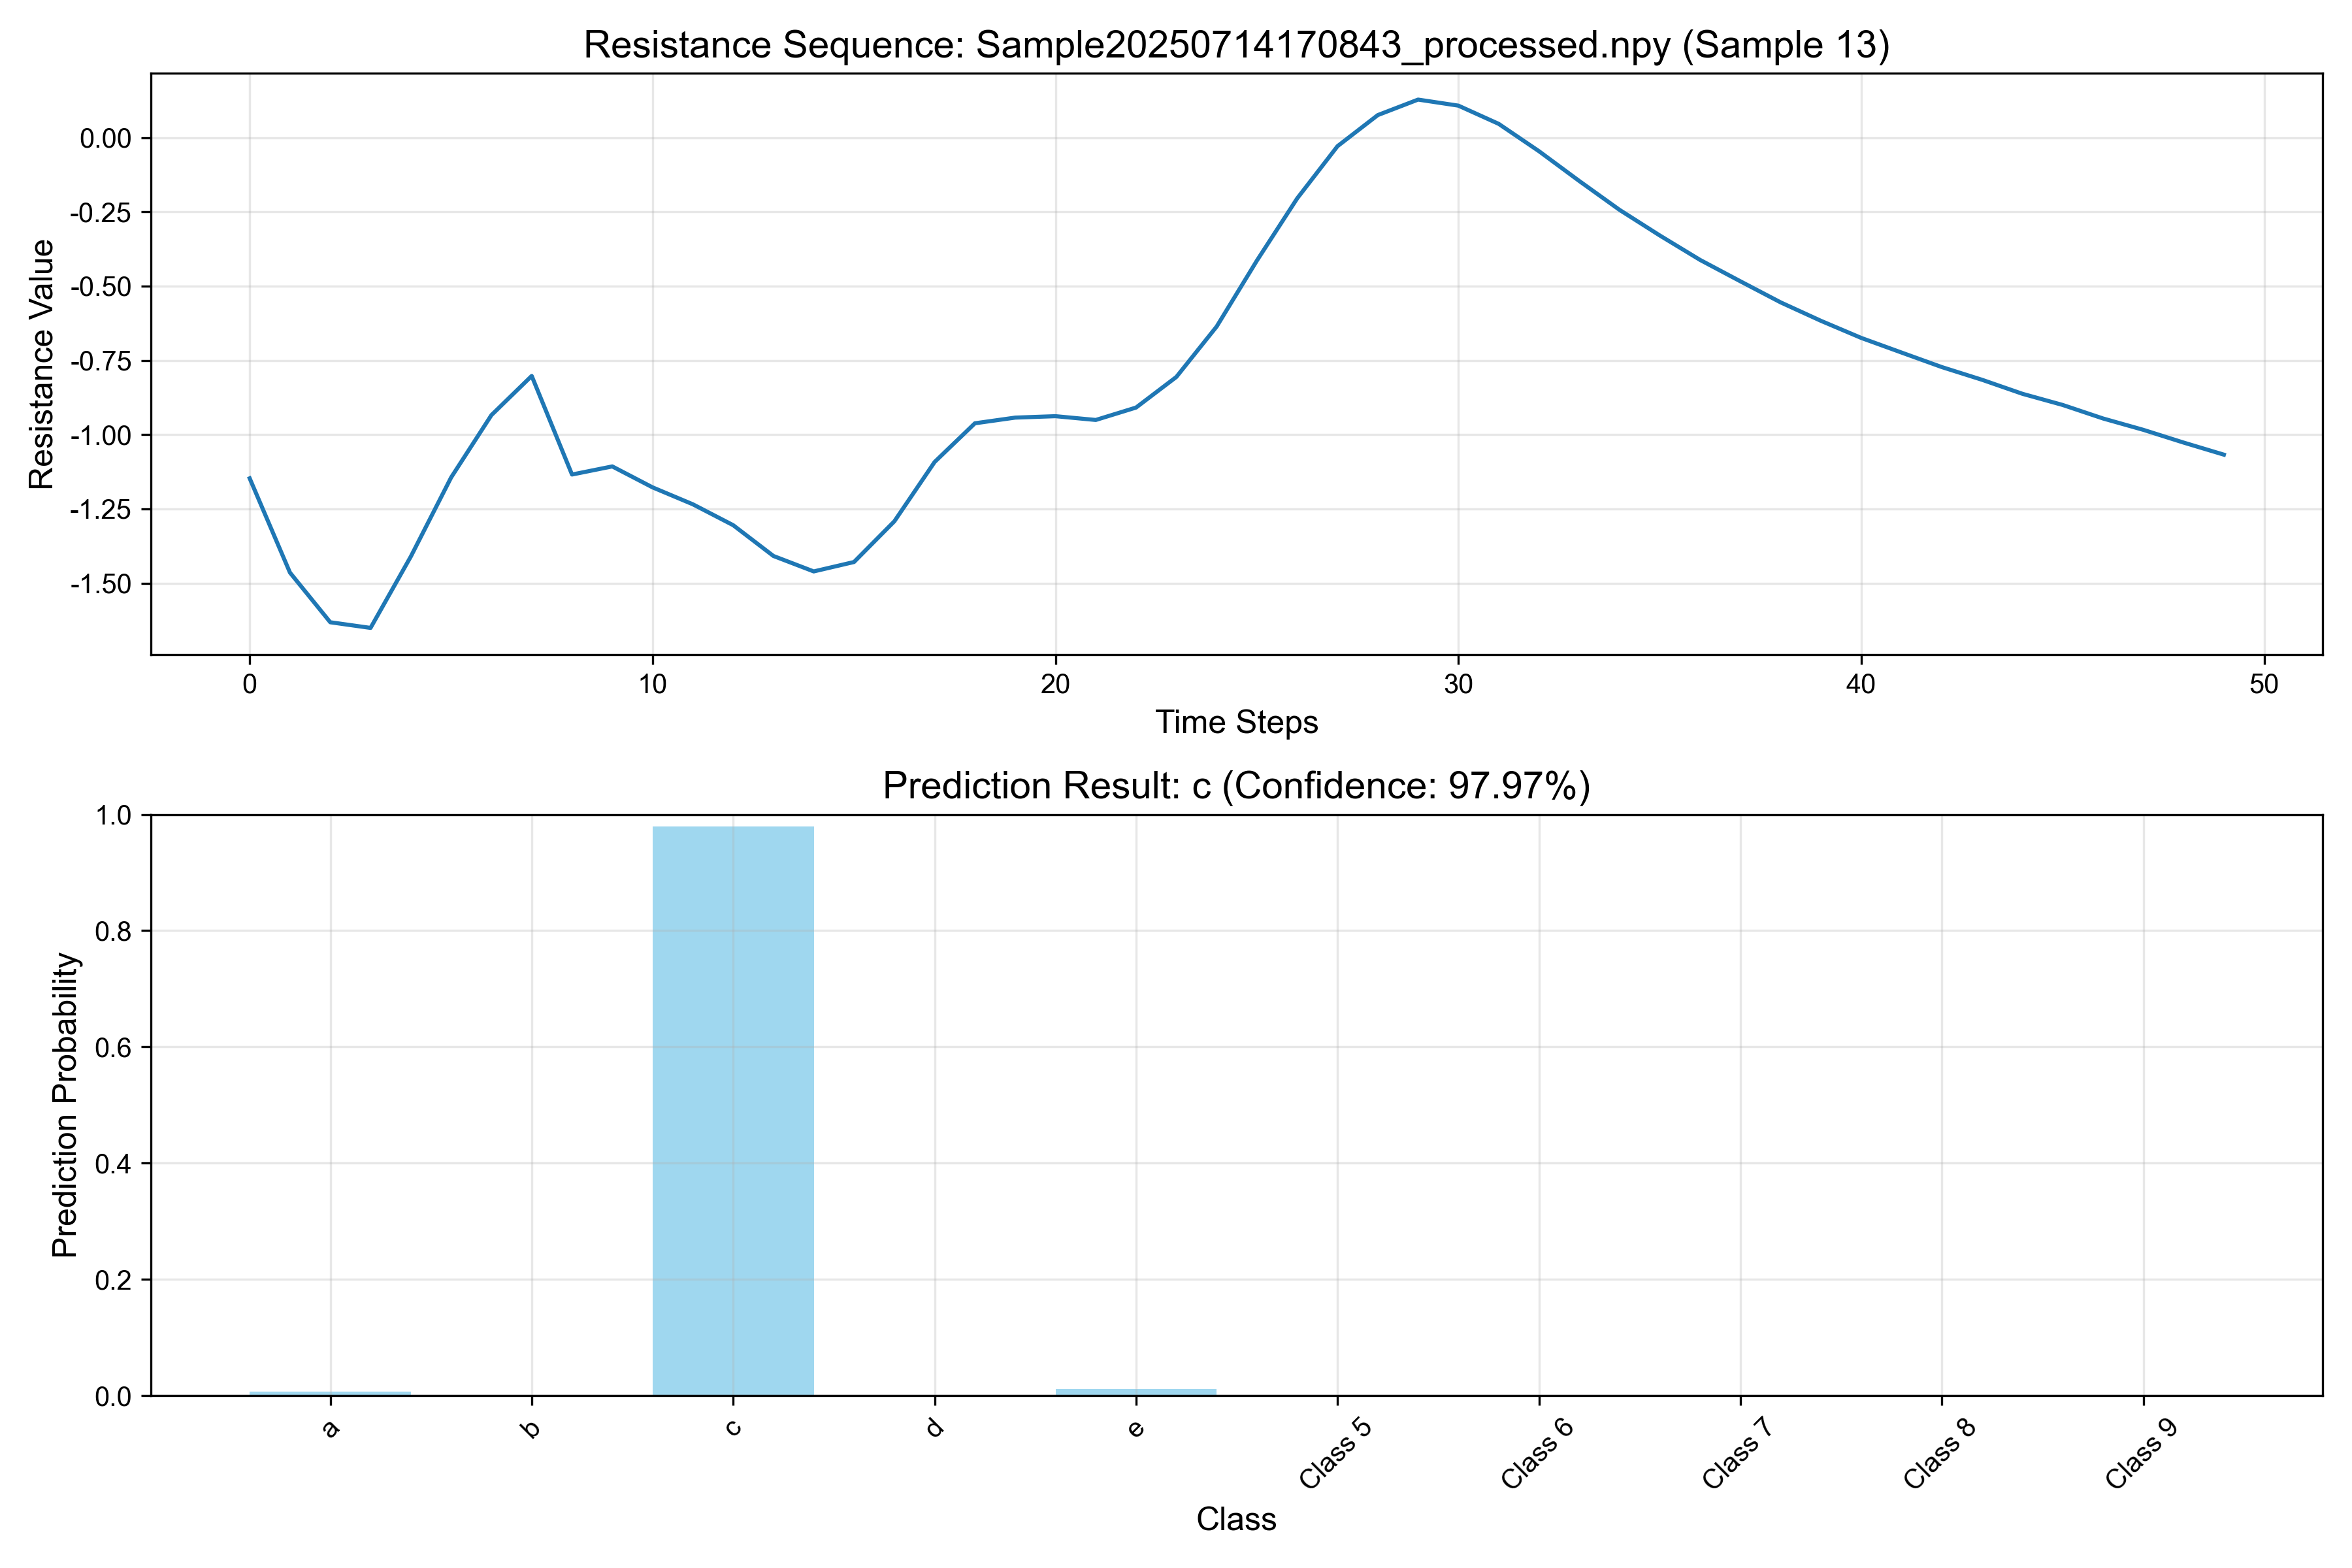 Resistance Sequence: Sample20250714170843_processed.npy (Sample 13)
Resistance Value
0.00
-0.25
-0.50
-0.75
-1.00
-1.25
-1.50
0 10 20 30 40 50
Time Steps
Prediction Result: c (Confidence: 97.97%)
Prediction Probability
1.0
0.8
0.6
0.4
0.2
0.0
a b c d e Class 5 Class 6 Class 7 Class 8 Class 9
Class